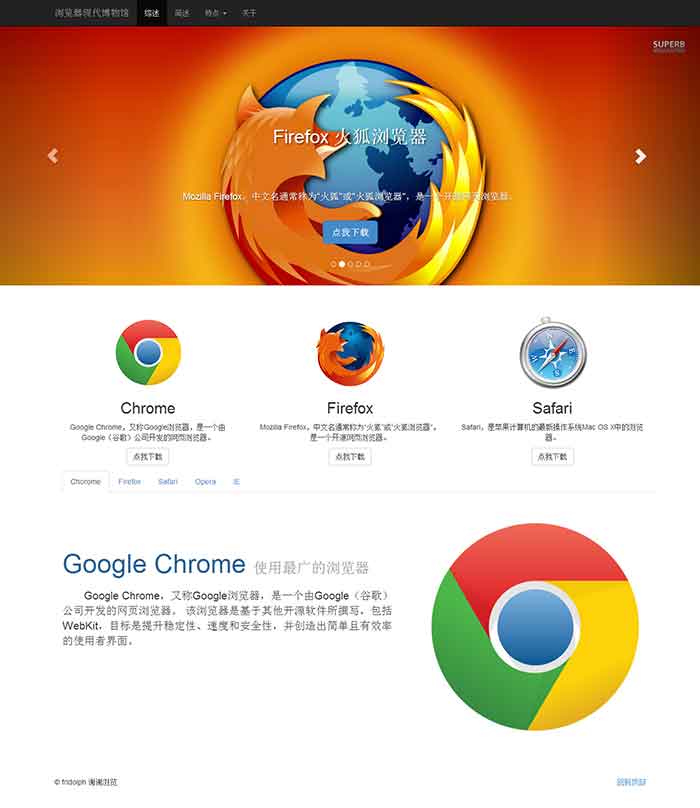 浏览器现代博物馆 综述 简述 特点 关于
SUPERB
Firefox 火狐浏览器
Mozilla Firefox，中文名通常称为"火狐"或"火狐浏览器"，是一个开源网页浏览器。
点我下载
Chrome
Google Chrome，又称Google浏览器，是一个由
Google（谷歌）公司开发的网页浏览器。
点我下载
Firefox
Mozilla Firefox，中文名通常称为"火狐"或"火狐浏览器"，
是一个开源网页浏览器。
点我下载
Safari
Safari，是苹果计算机的最新操作系统Mac OS X中的浏览
器。
点我下载
Chorome Firefox Safari Opera IE
Google Chrome 使用最广的浏览器
Google Chrome，又称Google浏览器，是一个由Google（谷歌）
公司开发的网页浏览器。 该浏览器是基于其他开源软件所撰写，包括
WebKit，目标是提升稳定性、速度和安全性，并创造出简单且有效率
的使用者界面。
© fridolph 谢谢浏览
回到顶部